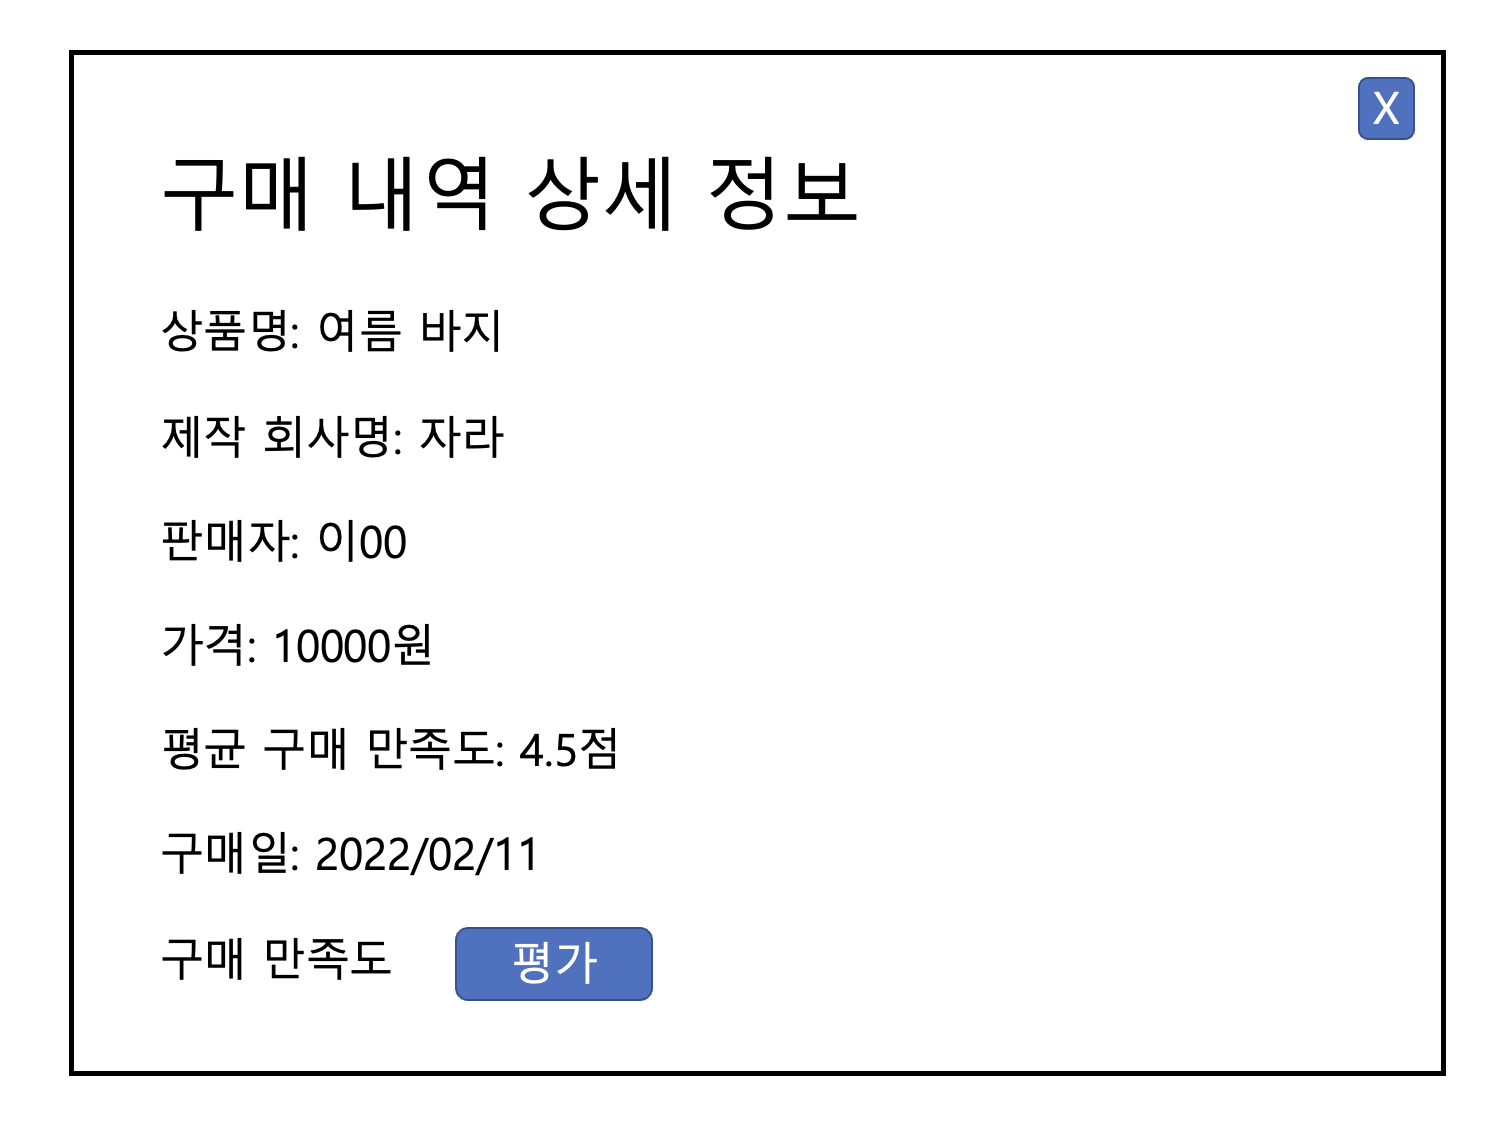 X
구매 내역 상세 정보
상품명: 여름 바지
제작 회사명: 자라
판매자: 이00
가격: 10000원
평균 구매 만족도: 4.5점
구매일: 2022/02/11
구매 만족도 평가